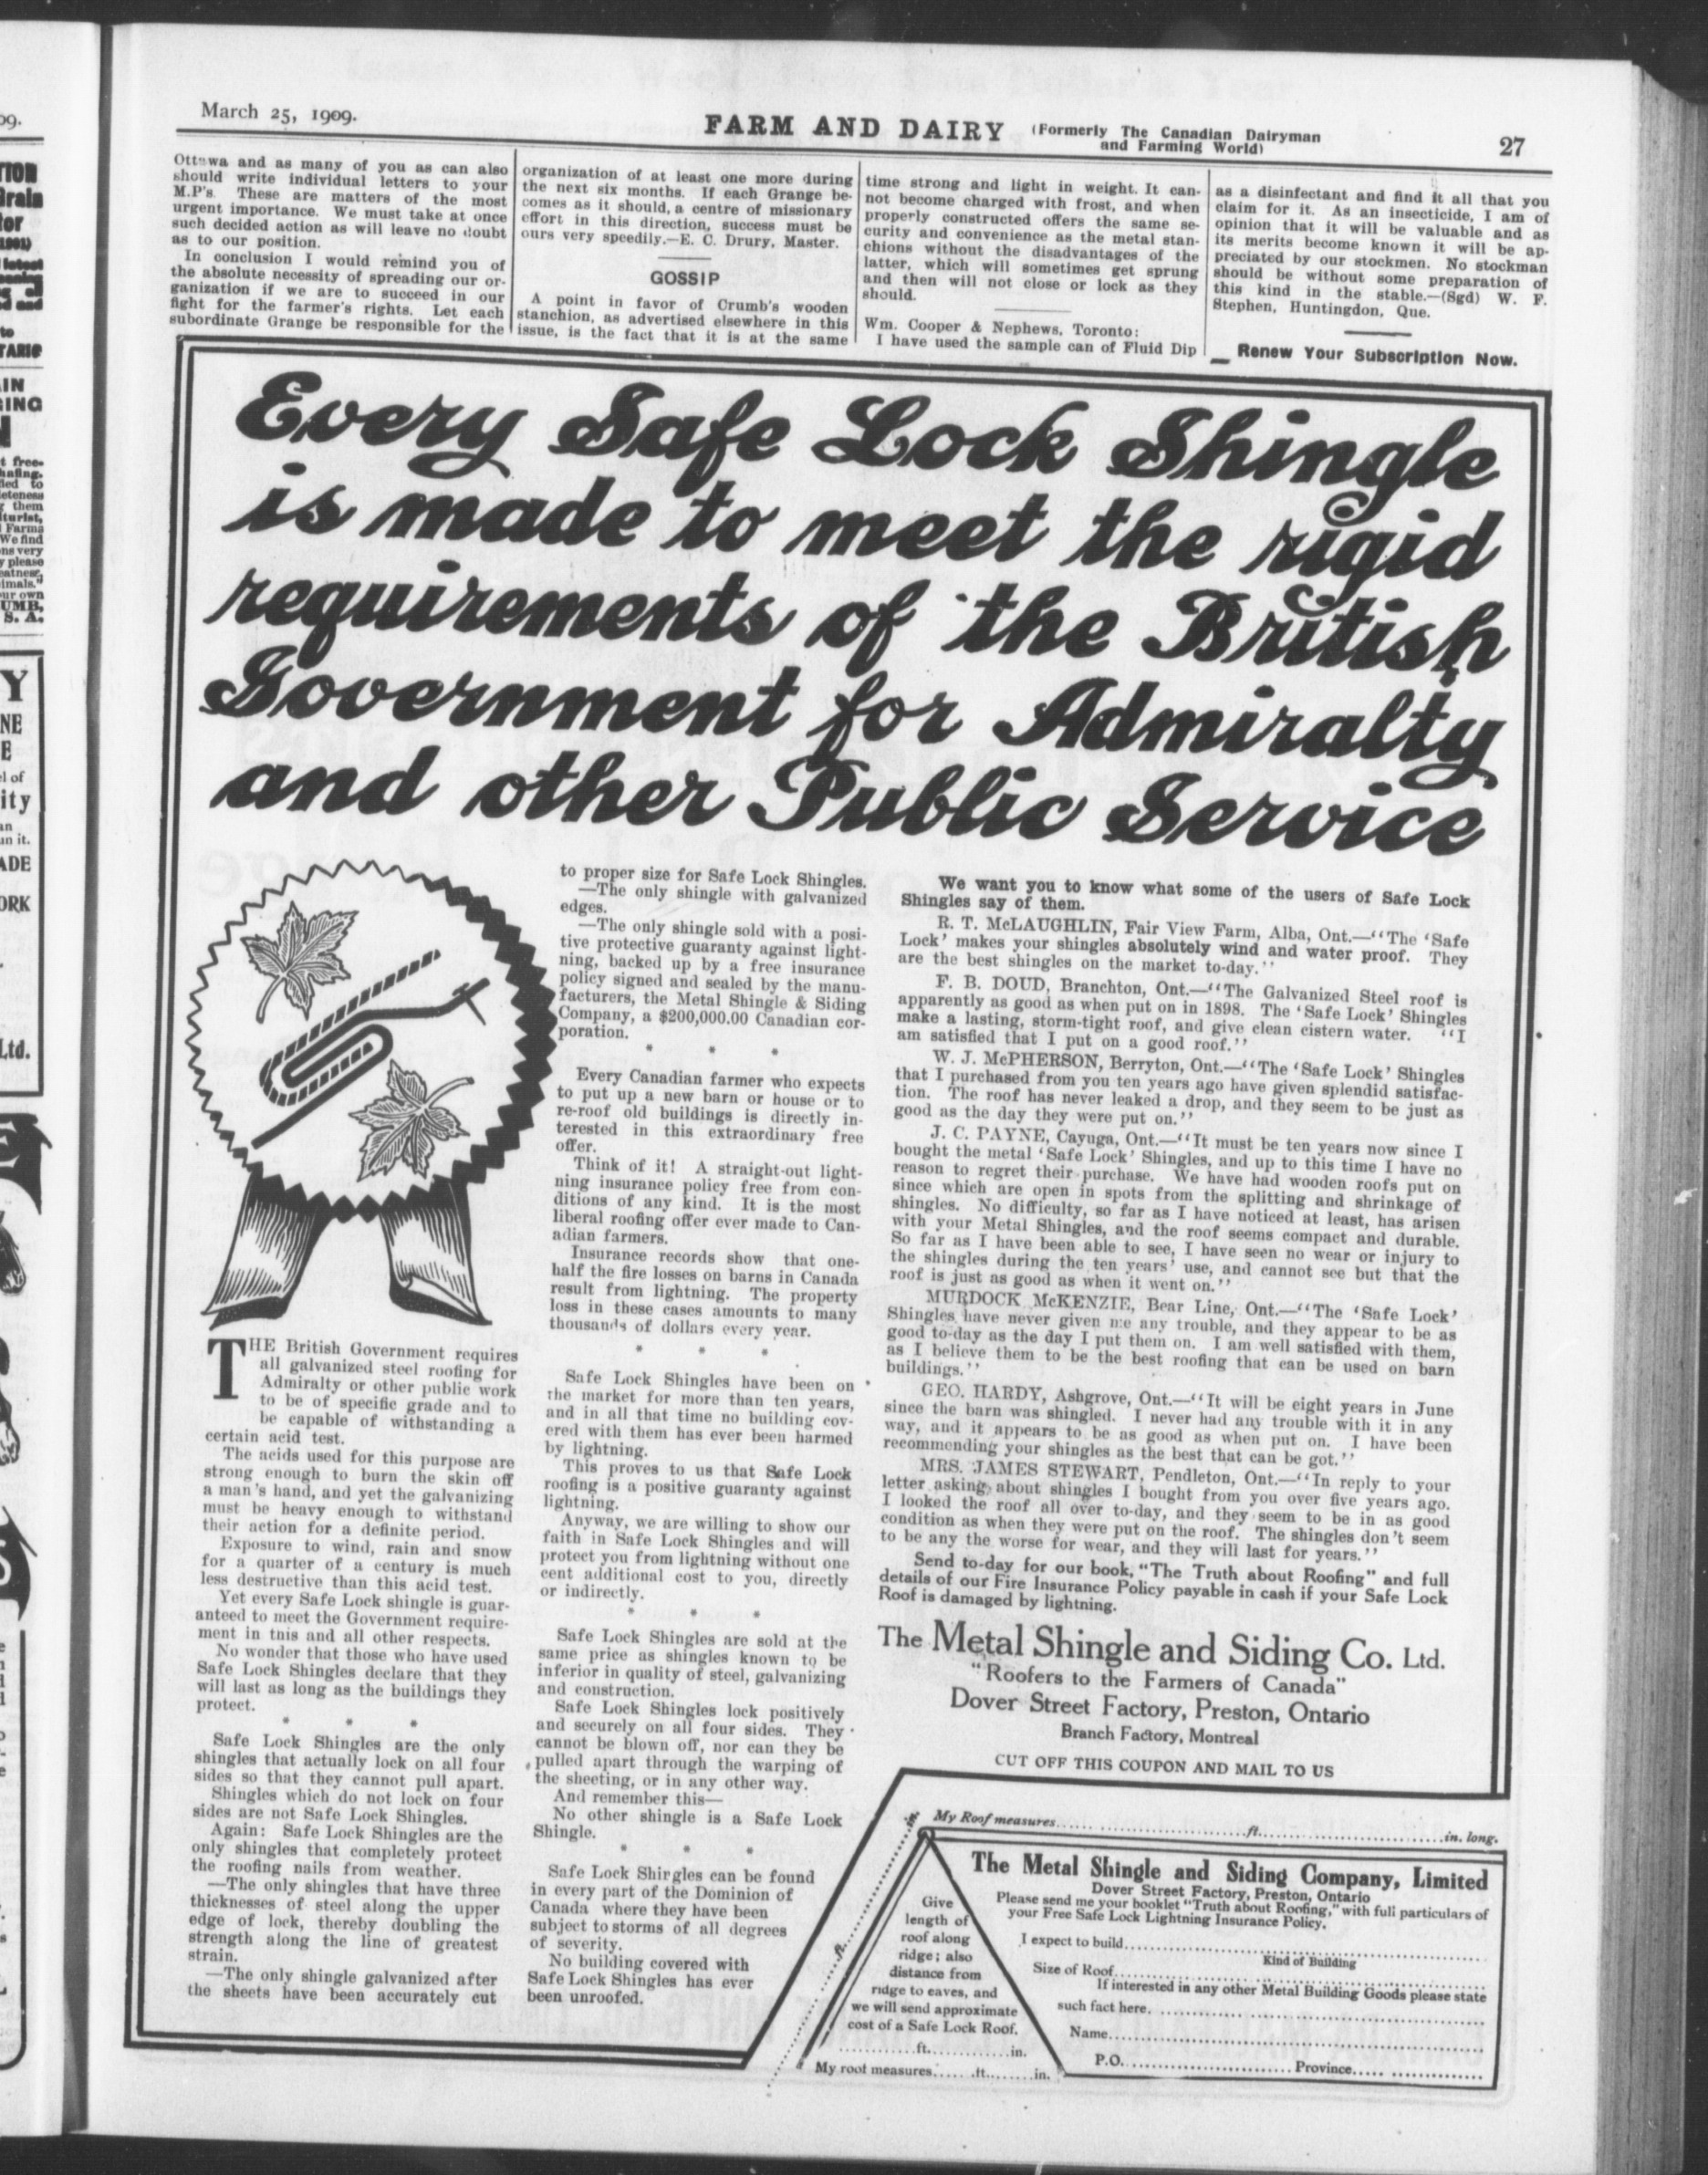 March 25, 1909.
FARM AND DAIRY
(Formerly The Canadian Dairyman
and Farming World)
27
Ottawa and as many of you as can also
should write individual letters to your
M.P's. These are matters of the most
urgent importance. We must take at once
such decided action as will leave no doubt
as to our position.
In conclusion I would remind you of
the absolute necessity of spreading our or-
ganization if we are to succeed in our
fight for the farmer's rights. Let each
subordinate Grange be responsible for the
organization of at least one more during
the next six months. If each Grange be-
comes as it should, a centre of missionary
effort in this direction, success must be
ours very speedily.—E. C. Drury, Master.
GOSSIP
A point in favor of Crumb's wooden
stanchion, as advertised elsewhere in this
issue, is the fact that it is at the same
time strong and light in weight. It can-
not become charged with frost, and when
properly constructed offers the same se-
curity and convenience as the metal stan-
chions without the disadvantages of the
latter, which will sometimes get sprung
and then will not close or lock as they
should.
Wm. Cooper & Nephews, Toronto:
I have used the sample can of Fluid Dip
as a disinfectant and find it all that you
claim for it. As an insecticide, I am of
opinion that it will be valuable and as
its merits become known it will be ap-
preciated by our stockmen. No stockman
should be without some preparation of
this kind in the stable.—(Sgd) W. F.
Stephen, Huntingdon, Que.
Renew Your Subscription Now.
Every Safe Lock Shingle
is made to meet the rigid
requirements of the British
Government for Admiralty
and other Public Service
THE British Government requires
all galvanized steel roofing for
Admiralty or other public work
to be of specific grade and to
be capable of withstanding a
certain acid test.
The acids used for this purpose are
strong enough to burn the skin off
a man's hand, and yet the galvanizing
must be heavy enough to withstand
their action for a definite period.
Exposure to wind, rain and snow
for a quarter of a century is much
less destructive than this acid test.
Yet every Safe Lock shingle is guar-
anteed to meet the Government require-
ment in this and all other respects.
No wonder that those who have used
Safe Lock Shingles declare that they
will last as long as the buildings they
protect.
* * *
Safe Lock Shingles are the only
shingles that actually lock on all four
sides so that they cannot pull apart.
Shingles which do not lock on four
sides are not Safe Lock Shingles.
Again: Safe Lock Shingles are the
only shingles that completely protect
the roofing nails from weather.
—The only shingles that have three
thicknesses of steel along the upper
edge of lock, thereby doubling the
strength along the line of greatest
strain.
—The only shingle galvanized after
the sheets have been accurately cut
to proper size for Safe Lock Shingles.
—The only shingle with galvanized
edges.
—The only shingle sold with a posi-
tive protective guaranty against light-
ning, backed up by a free insurance
policy signed and sealed by the manu-
facturers, the Metal Shingle & Siding
Company, a $200,000.00 Canadian cor-
poration.
* * *
Every Canadian farmer who expects
to put up a new barn or house or to
re-roof old buildings is directly in-
terested in this extraordinary free
offer.
Think of it! A straight-out light-
ning insurance policy free from con-
ditions of any kind. It is the most
liberal roofing offer ever made to Can-
adian farmers.
Insurance records show that one-
half the fire losses on barns in Canada
result from lightning. The property
loss in these cases amounts to many
thousands of dollars every year.
* * *
Safe Lock Shingles have been on
the market for more than ten years,
and in all that time no building cov-
ered with them has ever been harmed
by lightning.
This proves to us that Safe Lock
roofing is a positive guaranty against
lightning.
Anyway, we are willing to show our
faith in Safe Lock Shingles and will
protect you from lightning without one
cent additional cost to you, directly
or indirectly.
* * *
Safe Lock Shingles are sold at the
same price as shingles known to be
inferior in quality of steel, galvanizing
and construction.
Safe Lock Shingles lock positively
and securely on all four sides. They
cannot be blown off, nor can they be
pulled apart through the warping of
the sheeting, or in any other way.
And remember this—
No other shingle is a Safe Lock
Shingle.
* * *
Safe Lock Shingles can be found
in every part of the Dominion of
Canada where they have been
subject to storms of all degrees
of severity.
No building covered with
Safe Lock Shingles has ever
been unroofed.
We want you to know what some of the users of Safe Lock
Shingles say of them.
R. T. McLAUGHLIN, Fair View Farm, Alba, Ont.—"The 'Safe
Lock' makes your shingles absolutely wind and water proof. They
are the best shingles on the market to-day."
F. B. DOUD, Branchton, Ont.—"The Galvanized Steel roof is
apparently as good as when put on in 1898. The 'Safe Lock' Shingles
make a lasting, storm-tight roof, and give clean cistern water. "I
am satisfied that I put on a good roof."
W. J. McPHERSON, Berryton, Ont.—"The 'Safe Lock' Shingles
that I purchased from you ten years ago have given splendid satisfac-
tion. The roof has never leaked a drop, and they seem to be just as
good as the day they were put on."
J. C. PAYNE, Cayuga, Ont.—"It must be ten years now since I
bought the metal 'Safe Lock' Shingles, and up to this time I have no
reason to regret their purchase. We have had wooden roofs put on
since which are open in spots from the splitting and shrinkage of
shingles. No difficulty, so far as I have noticed at least, has arisen
with your Metal Shingles, and the roof seems compact and durable.
So far as I have been able to see, I have seen no wear or injury to
the shingles during the ten years' use, and cannot see but that the
roof is just as good as when it went on."
MURDOCK McKENZIE, Bear Line, Ont.—"The 'Safe Lock'
Shingles have never given me any trouble, and they appear to be as
good to-day as the day I put them on. I am well satisfied with them,
as I believe them to be the best roofing that can be used on barn
buildings."
GEO. HARDY, Ashgrove, Ont.—"It will be eight years in June
since the barn was shingled. I never had any trouble with it in any
way, and it appears to be as good as when put on. I have been
recommending your shingles as the best that can be got."
MRS. JAMES STEWART, Pendleton, Ont.—"In reply to your
letter asking about shingles I bought from you over five years ago.
I looked the roof all over to-day, and they seem to be in as good
condition as when they were put on the roof. The shingles don't seem
to be any the worse for wear, and they will last for years."
Send to-day for our book, "The Truth about Roofing" and full
details of our Fire Insurance Policy payable in cash if your Safe Lock
Roof is damaged by lightning.
The Metal Shingle and Siding Co. Ltd.
"Roofers to the Farmers of Canada"
Dover Street Factory, Preston, Ontario
Branch Factory, Montreal
CUT OFF THIS COUPON AND MAIL TO US
My Roof measures..............ft..............in. long.
Give
length of
roof along
ridge; also
distance from
ridge to eaves, and
we will send approximate
cost of a Safe Lock Roof.
............ft............in.
My roof measures......ft........in.
The Metal Shingle and Siding Company, Limited
Dover Street Factory, Preston, Ontario
Please send me your booklet "Truth about Roofing," with full particulars of
your Free Safe Lock Lightning Insurance Policy.
I expect to build..............
Kind of Building
Size of Roof..............
If interested in any other Metal Building Goods please state
such fact here. ..............
Name..............
P.O............... Province..............